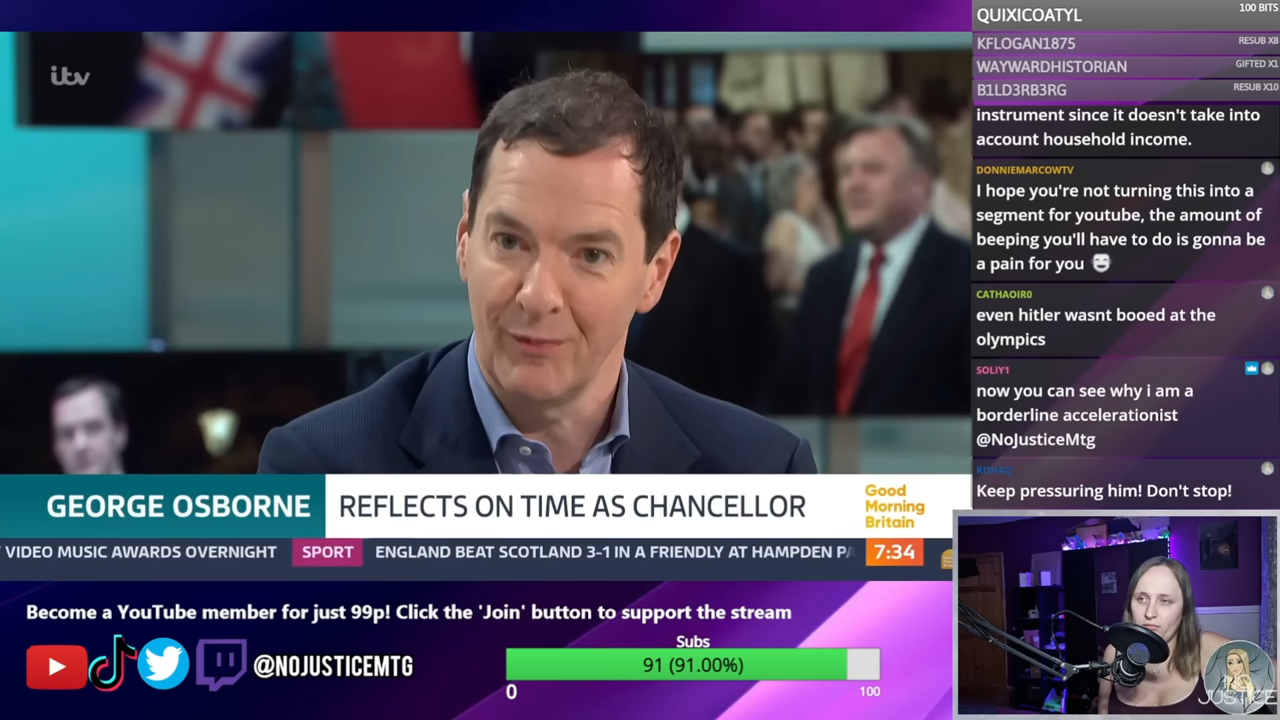 itv
GEORGE OSBORNE
REFLECTS ON TIME AS CHANCELLOR
Good
Morning
Britain
VIDEO MUSIC AWARDS OVERNIGHT
SPORT
ENGLAND BEAT SCOTLAND 3-1 IN A FRIENDLY AT HAMPDEN
7:34
Become a YouTube member for just 99p! Click the 'Join' button to support the stream
@NOJUSTICEMTG
Subs
91 (91.00%)
0
100
QUIXICOATYL
100 BITS
KFLOGAN1875
RESUB X8
WAYWARDHISTORIAN
GIFTED X1
B1LD3RB3RG
RESUB X10
instrument since it doesn't take into
account household income.
DONNIEMARCOWTV
I hope you're not turning this into a
segment for youtube, the amount of
beeping you'll have to do is gonna be
a pain for you
CATHAOIR0
even hitler wasnt booed at the
olympics
SOLIY1
now you can see why i am a
borderline accelerationist
@NoJusticeMtg
Keep pressuring him! Don't stop!
JUSTICE